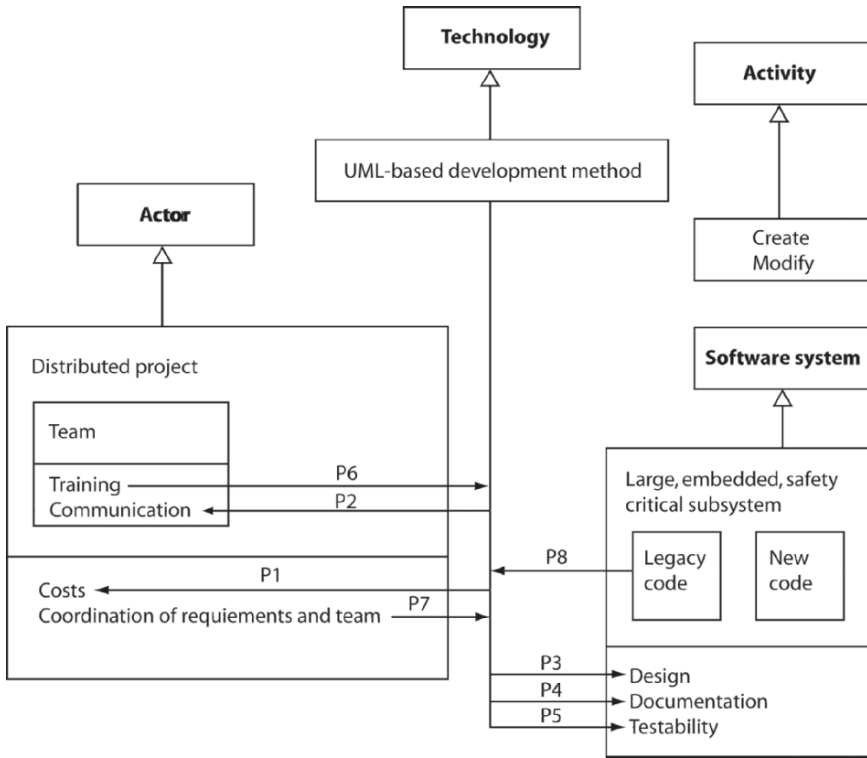 Technology
Activity
UML-based development method
Actor
Create
Modify
Distributed project
Software system
Team
Training
P6
Communication
P2
Large, embedded, safety
critical subsystem
P8
Legacy
code
New
code
Costs
P1
Coordination of requiements and team
P7
P3
Design
P4
Documentation
P5
Testability